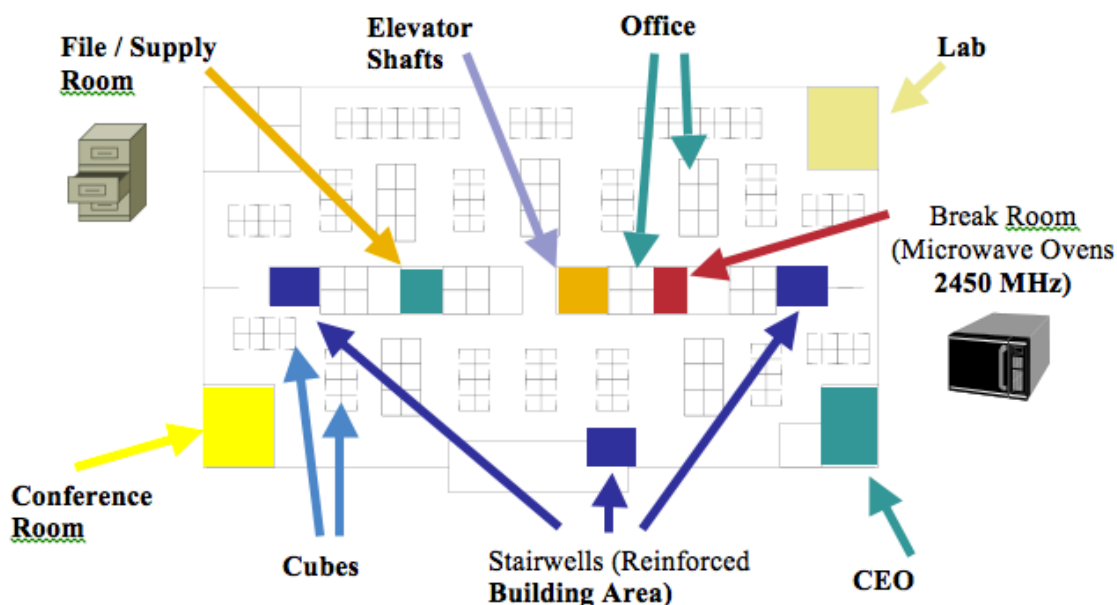 File / Supply
Room
Elevator
Shafts
Office
Lab
Break Room
(Microwave Ovens
2450 MHz)
Conference
Room
Cubes
Stairwells (Reinforced
Building Area)
CEO